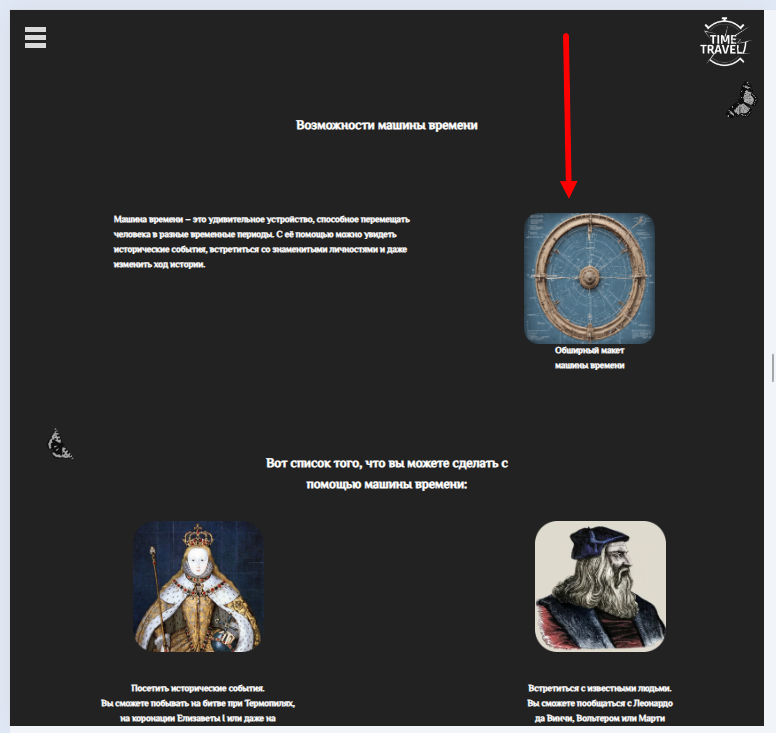 TIME
TRAVEL
Возможности машины времени
Машина времени – это удивительное устройство, способное перемещать
человека в разные временные периоды. С её помощью можно увидеть
исторические события, встретиться со знаменитыми личностями и даже
изменить ход истории.
Обширный макет
машины времени
Вот список того, что вы можете сделать с
помощью машины времени:
Посетить исторические события.
Вы сможете побывать на битве при Термопилях,
на коронации Елизаветы I или даже на
Встретиться с известными людьми.
Вы сможете пообщаться с Леонардо
да Винчи, Вольтером или Марти